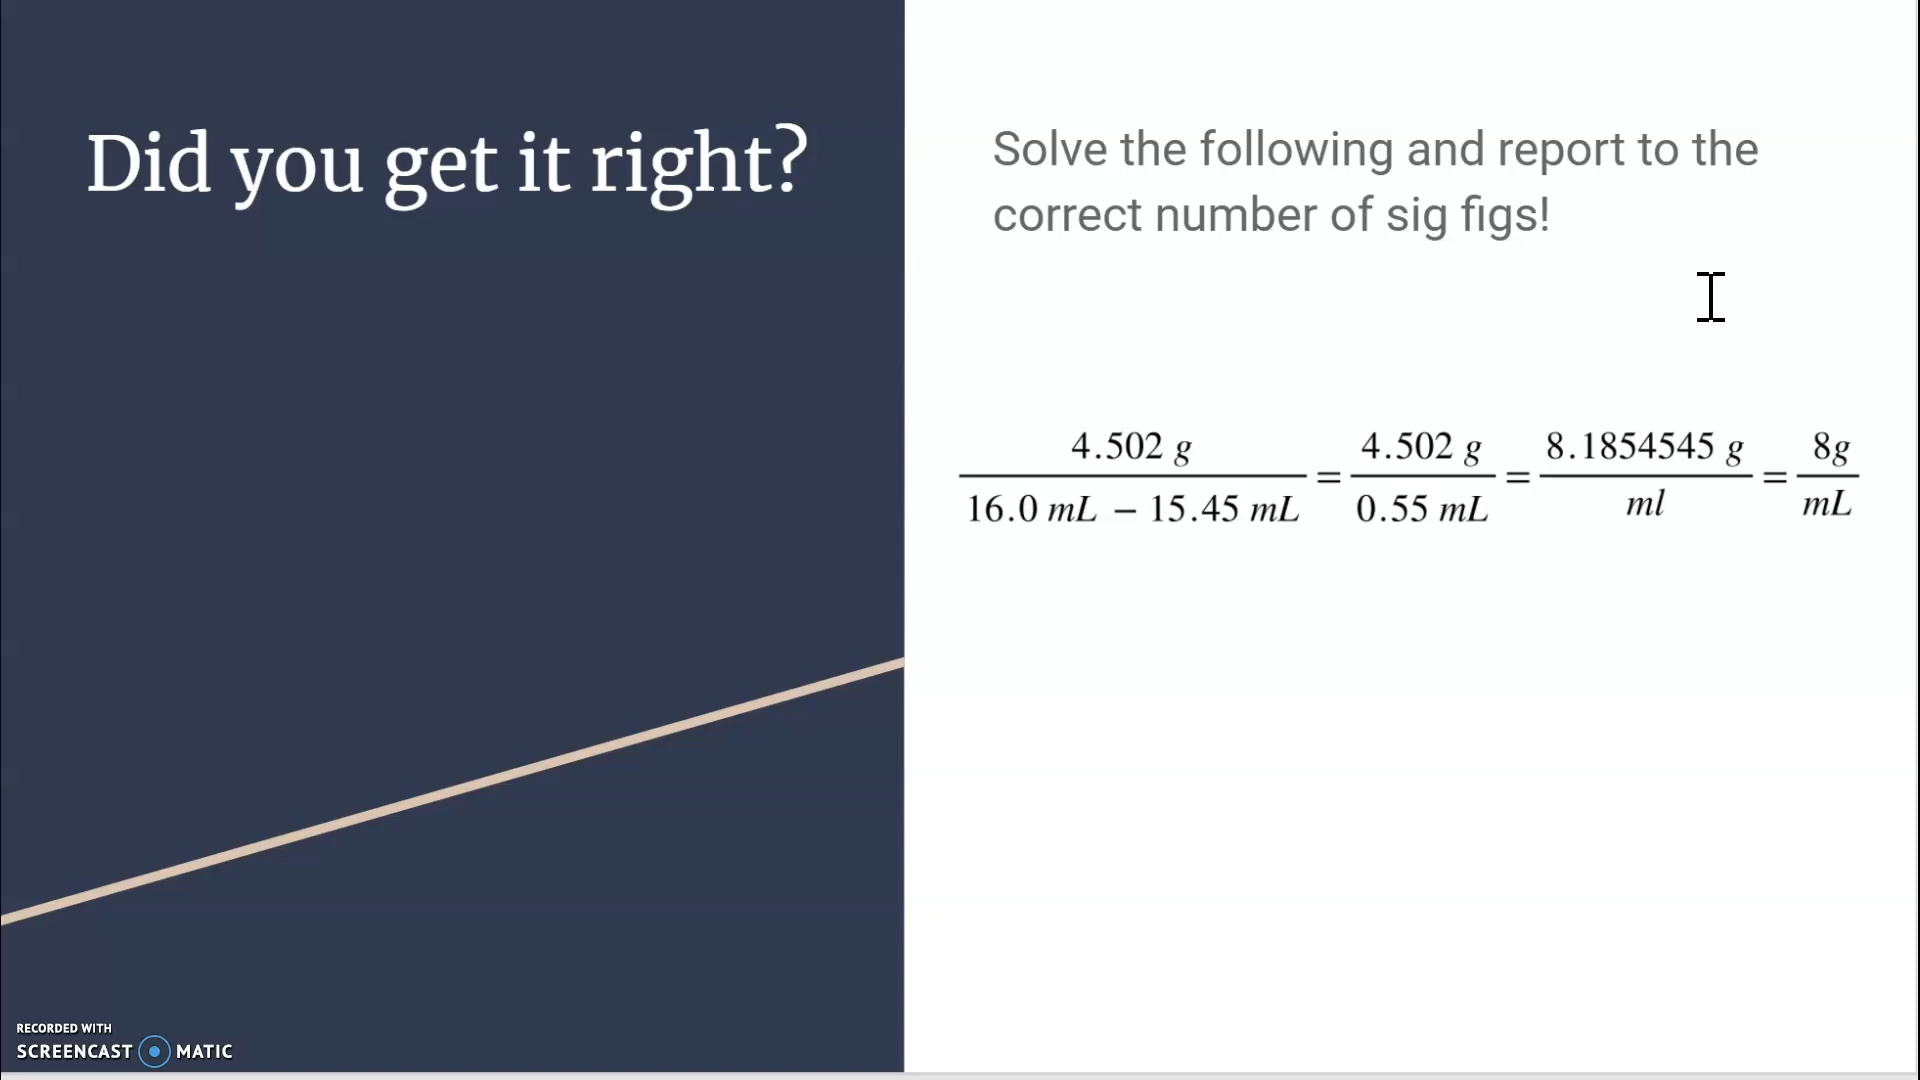 Did you get it right?
Solve the following and report to the
correct number of sig figs!
4.502 g / 16.0 mL − 15.45 mL = 4.502 g / 0.55 mL = 8.1854545 g / ml = 8g / mL
RECORDED WITH
SCREENCAST MATIC